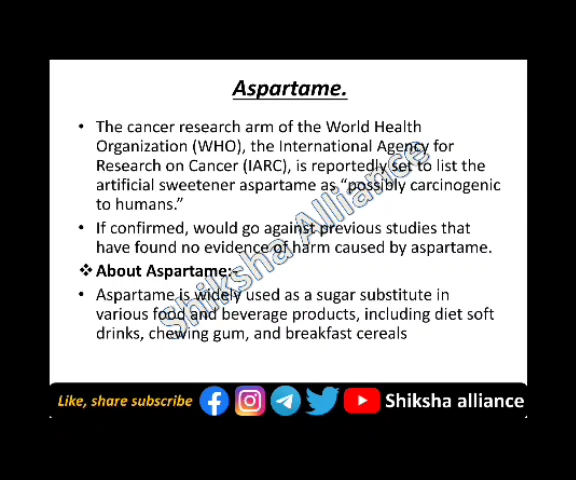 Aspartame.
• The cancer research arm of the World Health
Organization (WHO), the International Agency for
Research on Cancer (IARC), is reportedly set to list the
artificial sweetener aspartame as “possibly carcinogenic
to humans.”
• If confirmed, would go against previous studies that
have found no evidence of harm caused by aspartame.
❖ About Aspartame:-
• Aspartame is widely used as a sugar substitute in
various food and beverage products, including diet soft
drinks, chewing gum, and breakfast cereals
Shiksha Alliance
Like, share subscribe
Shiksha alliance